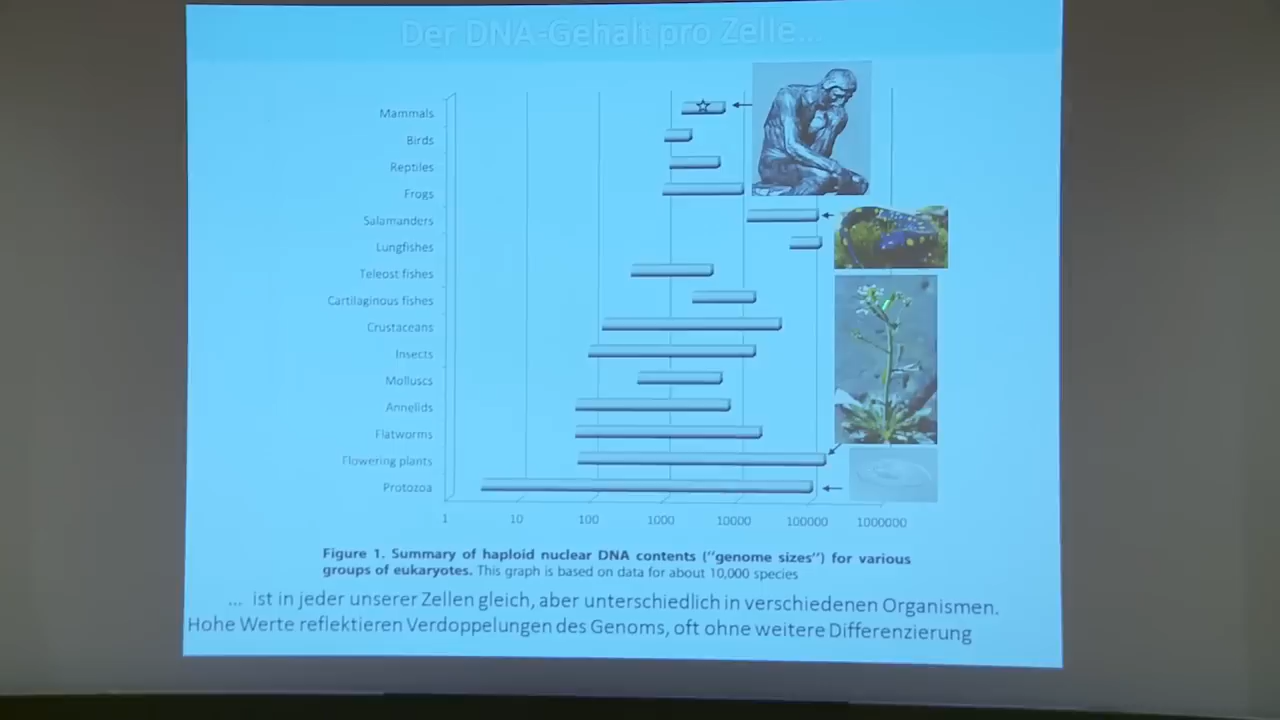 Der DNA-Gehalt pro Zelle...
Mammals
Birds
Reptiles
Frogs
Salamanders
Lungfishes
Teleost fishes
Cartilaginous fishes
Crustaceans
Insects
Molluscs
Annelids
Flatworms
Flowering plants
Protozoa
1 10 100 1000 10000 100000 1000000
Figure 1. Summary of haploid nuclear DNA contents ("genome sizes") for various
groups of eukaryotes. This graph is based on data for about 10,000 species
... ist in jeder unserer Zellen gleich, aber unterschiedlich in verschiedenen Organismen.
Hohe Werte reflektieren Verdoppelungen des Genoms, oft ohne weitere Differenzierung